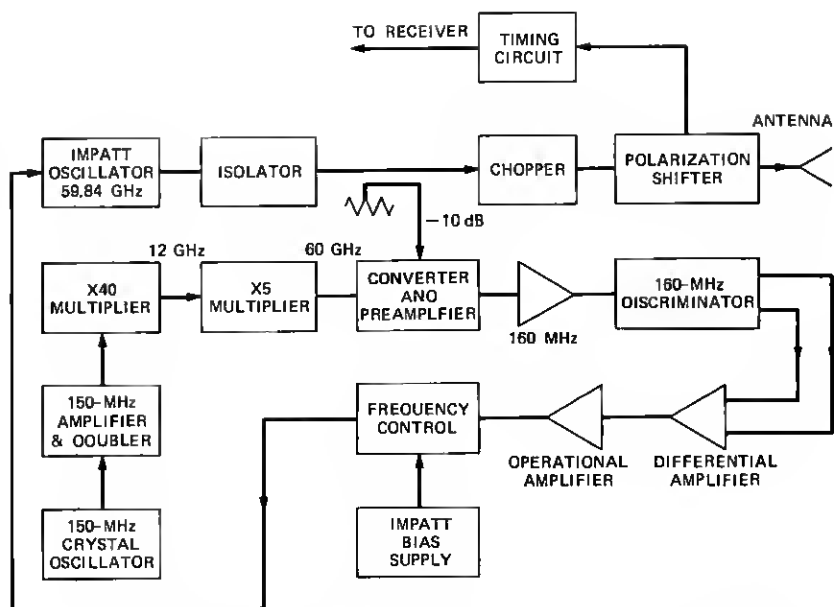 TO RECEIVER
TIMING
CIRCUIT
ANTENNA
IMPATT
OSCILLATOR
59.84 GHz
ISOLATOR
CHOPPER
POLARIZATION
SHIFTER
−10 dB
12 GHz
60 GHz
X40
MULTIPLIER
X5
MULTIPLIER
CONVERTER
ANO
PREAMPLFIER
160 MHz
160-MHz
OISCRIMINATOR
150-MHz
AMPLIFIER
& OOUBLER
FREOUENCY
CONTROL
OPERATIONAL
AMPLIFIER
DIFFERENTIAL
AMPLIFIER
150-MHz
CRYSTAL
OSCILLATOR
IMPATT
BIAS
SUPPLY